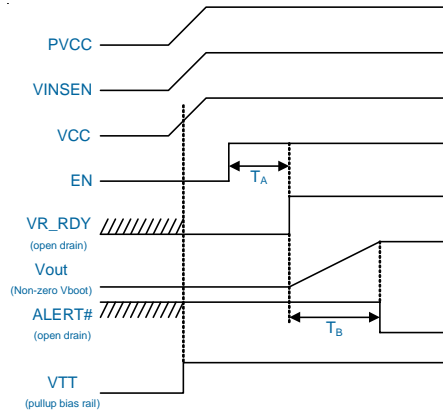 PVCC
VINSEN
VCC
EN
TA
VR_RDY
(open drain)
Vout
(Non-zero Vboot)
ALERT#
(open drain)
TB
VTT
(pullup bias rail)